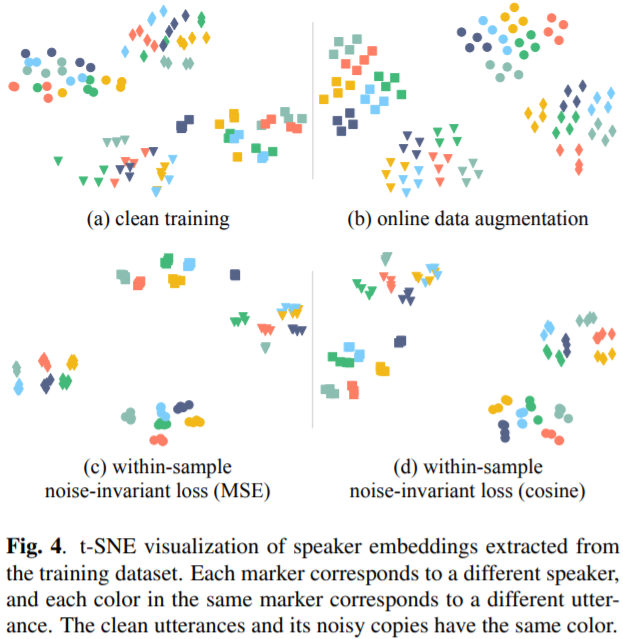 (a) clean training
(b) online data augmentation
(c) within-sample
noise-invariant loss (MSE)
(d) within-sample
noise-invariant loss (cosine)
Fig. 4. t-SNE visualization of speaker embeddings extracted from
the training dataset. Each marker corresponds to a different speaker,
and each color in the same marker corresponds to a different utter-
ance. The clean utterances and its noisy copies have the same color.